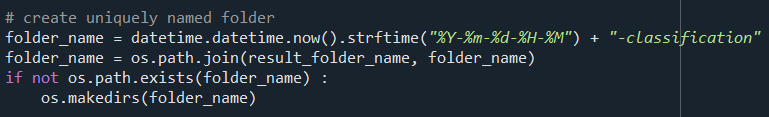 # create uniquely named folder
folder_name = datetime.datetime.now().strftime("%Y-%m-%d-%H-%M") + "-classification"
folder_name = os.path.join(result_folder_name, folder_name)
if not os.path.exists(folder_name) :
    os.makedirs(folder_name)